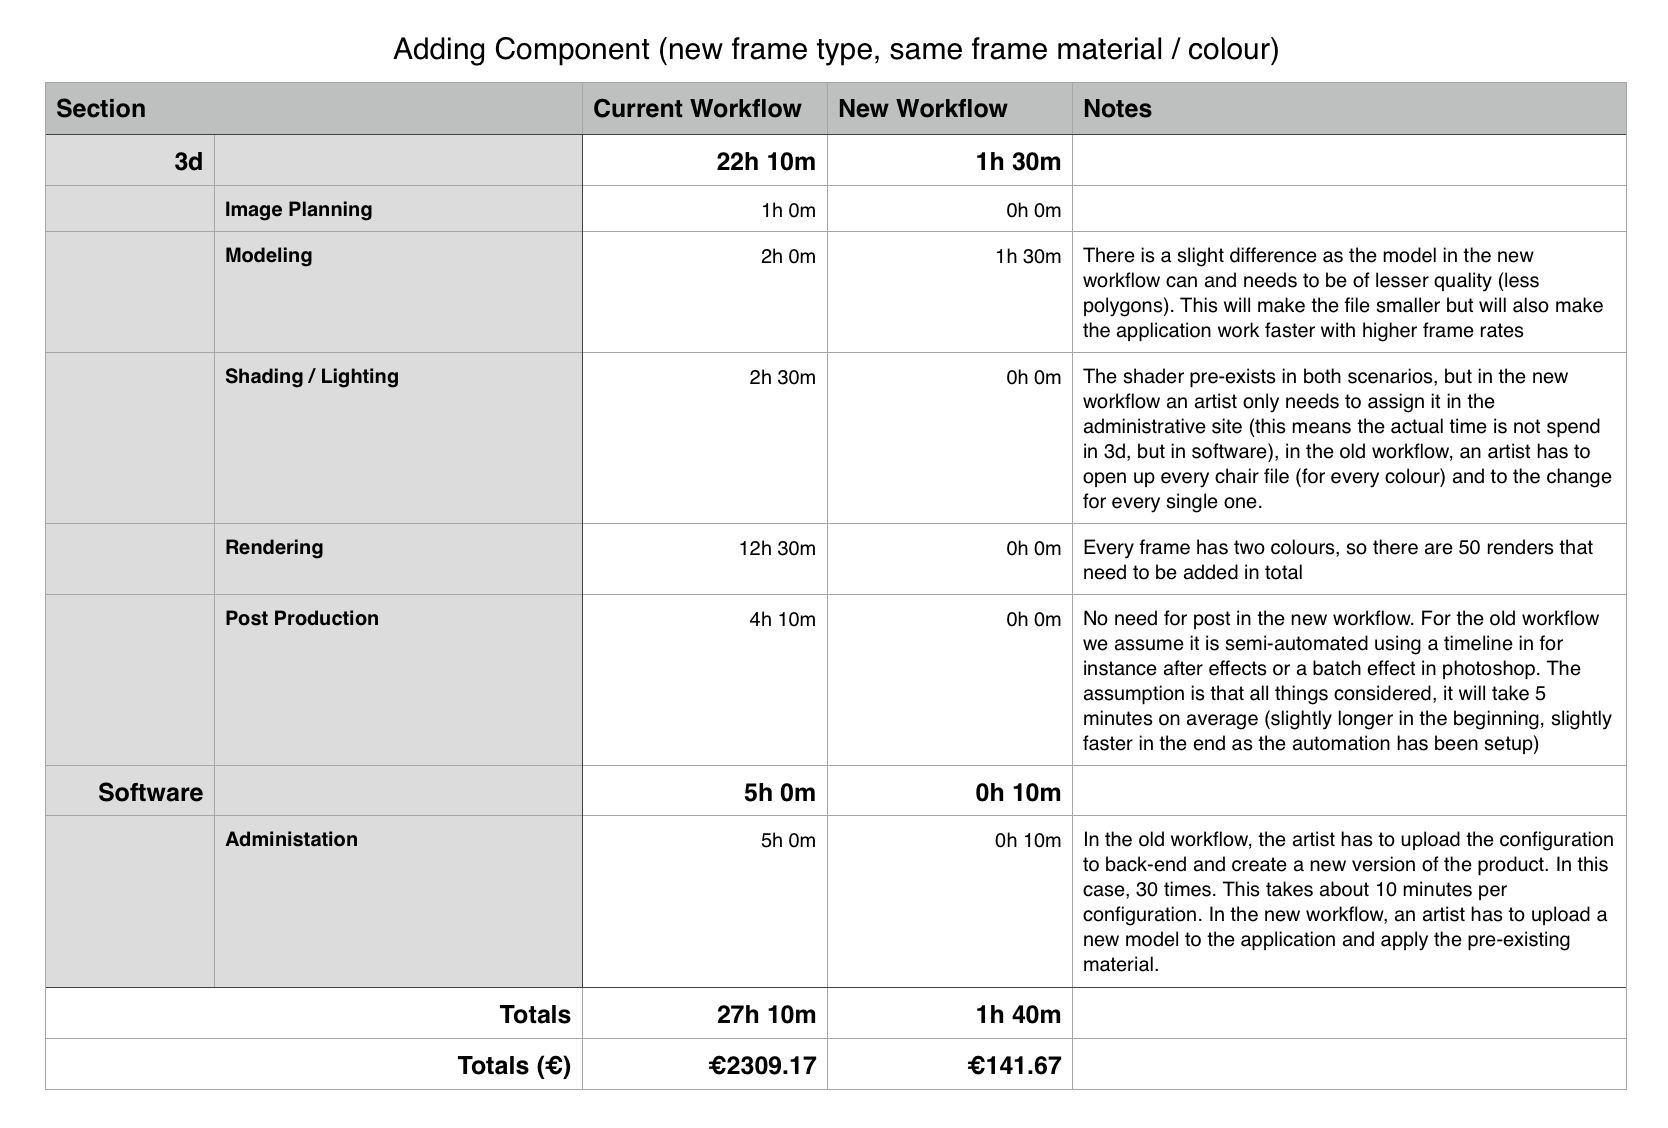 Adding Component (new frame type, same frame material / colour)
Section Current Workflow New Workflow Notes
3d 22h 10m 1h 30m
Image Planning 1h 0m 0h 0m
Modeling 2h 0m 1h 30m There is a slight difference as the model in the new
workflow can and needs to be of lesser quality (less
polygons). This will make the file smaller but will also make
the application work faster with higher frame rates
Shading / Lighting 2h 30m 0h 0m The shader pre-exists in both scenarios, but in the new
workflow an artist only needs to assign it in the
administrative site (this means the actual time is not spend
in 3d, but in software), in the old workflow, an artist has to
open up every chair file (for every colour) and to the change
for every single one.
Rendering 12h 30m 0h 0m Every frame has two colours, so there are 50 renders that
need to be added in total
Post Production 4h 10m 0h 0m No need for post in the new workflow. For the old workflow
we assume it is semi-automated using a timeline in for
instance after effects or a batch effect in photoshop. The
assumption is that all things considered, it will take 5
minutes on average (slightly longer in the beginning, slightly
faster in the end as the automation has been setup)
Software 5h 0m 0h 10m
Administation 5h 0m 0h 10m In the old workflow, the artist has to upload the configuration
to back-end and create a new version of the product. In this
case, 30 times. This takes about 10 minutes per
configuration. In the new workflow, an artist has to upload a
new model to the application and apply the pre-existing
material.
Totals 27h 10m 1h 40m
Totals (€) €2309.17 €141.67